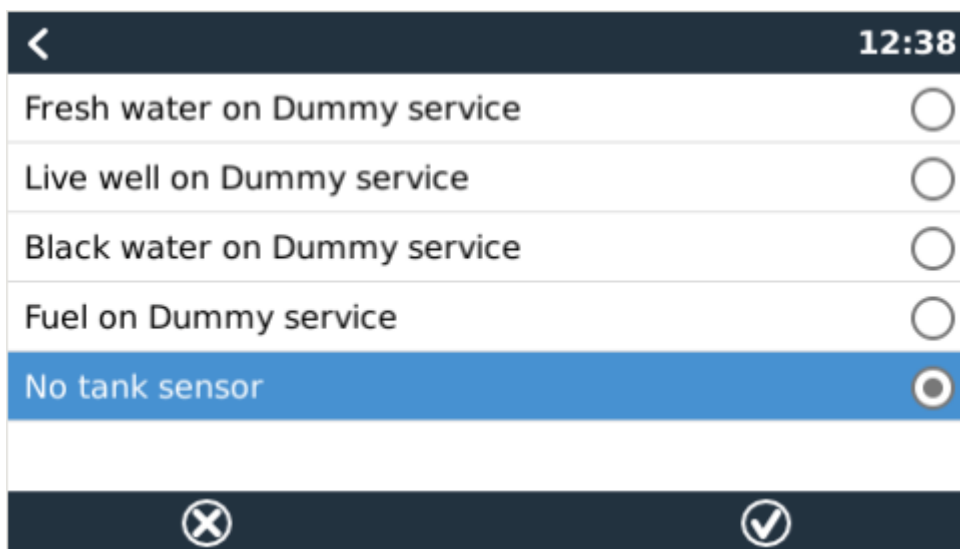 12:38
Fresh water on Dummy service
Live well on Dummy service
Black water on Dummy service
Fuel on Dummy service
No tank sensor